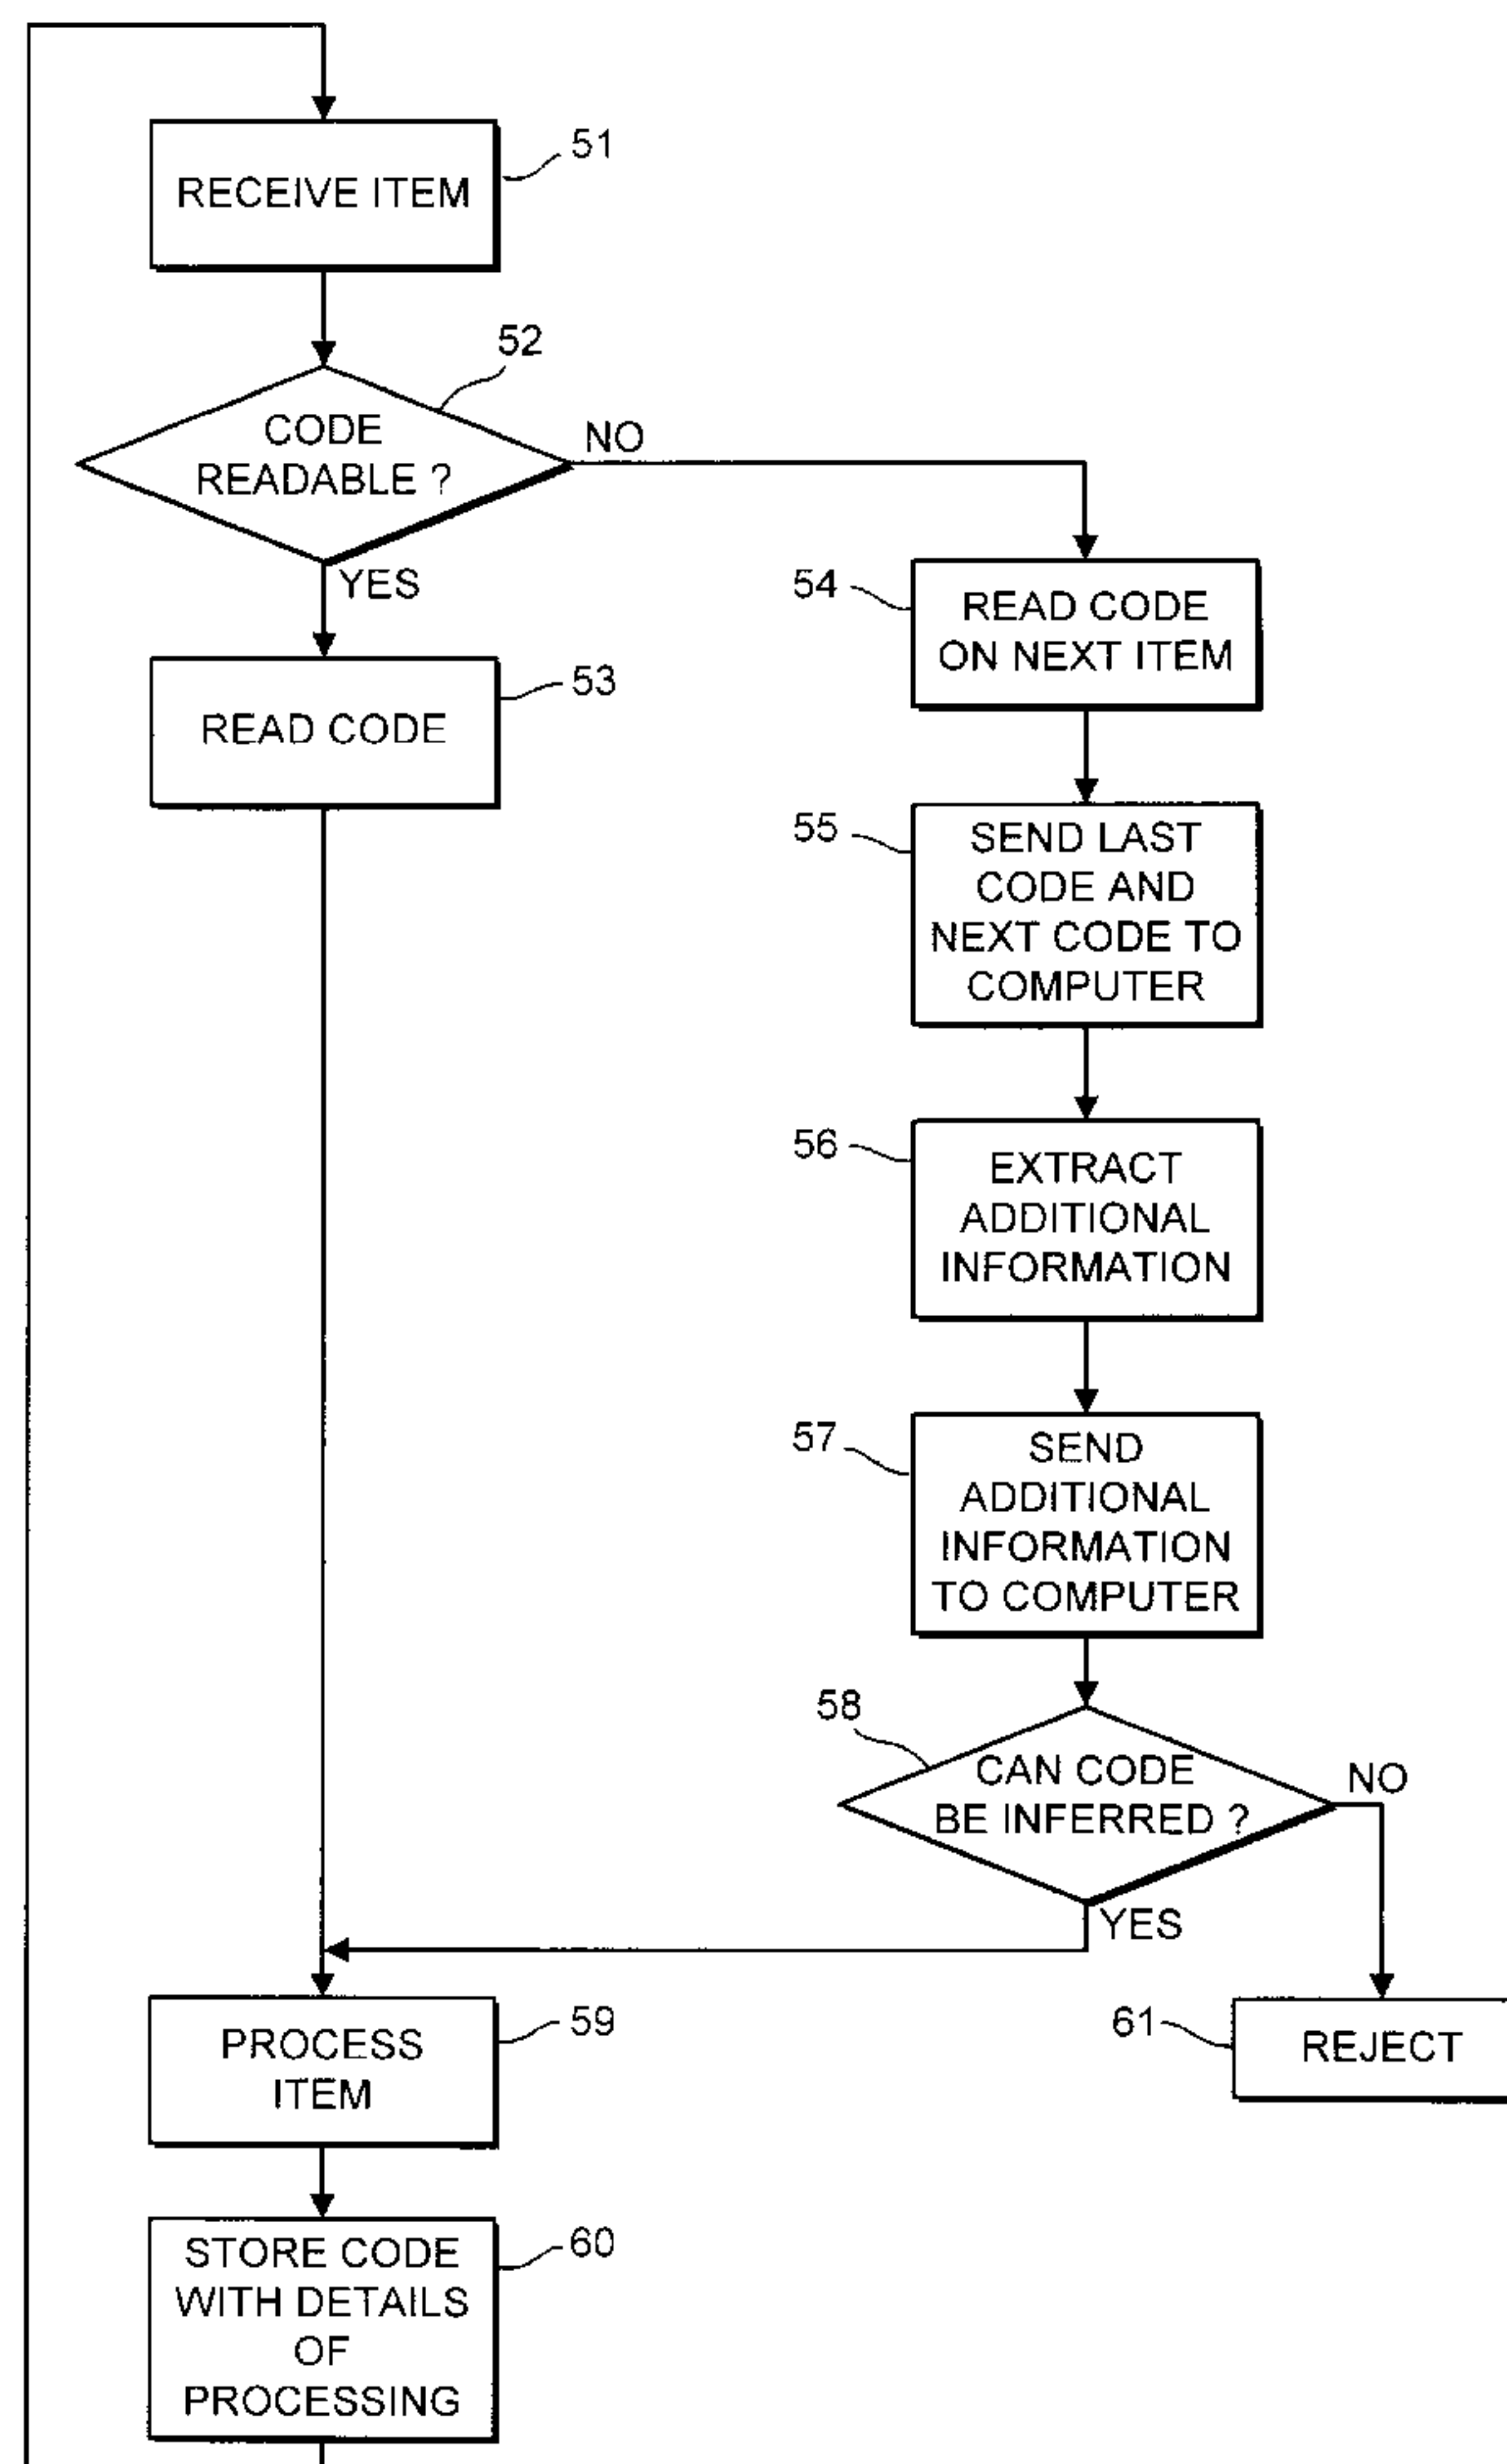 51
RECEIVE ITEM
52
CODE
READABLE ?
NO
YES
53
READ CODE
54
READ CODE
ON NEXT ITEM
55
SEND LAST
CODE AND
NEXT CODE TO
COMPUTER
56
EXTRACT
ADDITIONAL
INFORMATION
57
SEND
ADDITIONAL
INFORMATION
TO COMPUTER
58
CAN CODE
BE INFERRED ?
NO
YES
59
PROCESS
ITEM
61
REJECT
60
STORE CODE
WITH DETAILS
OF
PROCESSING